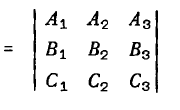 | A₁ A₂ A₃ |
= | B₁ B₂ B₃ |
| C₁ C₂ C₃ |